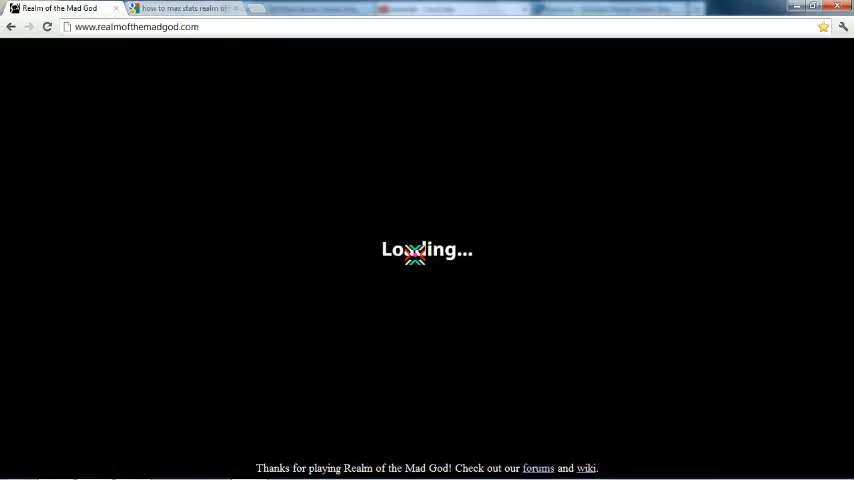 Realm of the Mad God
how to max stats realm of
www.realmofthemadgod.com
Loading...
Thanks for playing Realm of the Mad God! Check out our forums and wiki.